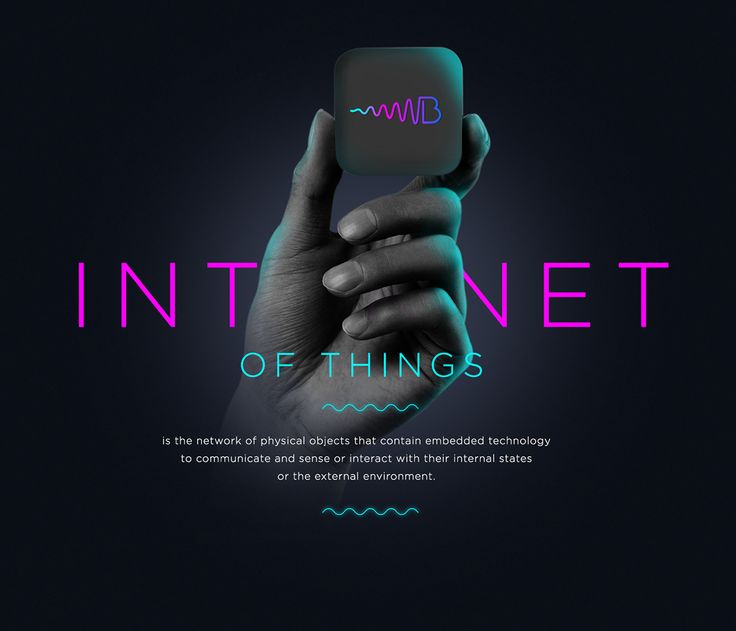 B
INT NET
OF THINGS
is the network of physical objects that contain embedded technology
to communicate and sense or interact with their internal states
or the external environment.